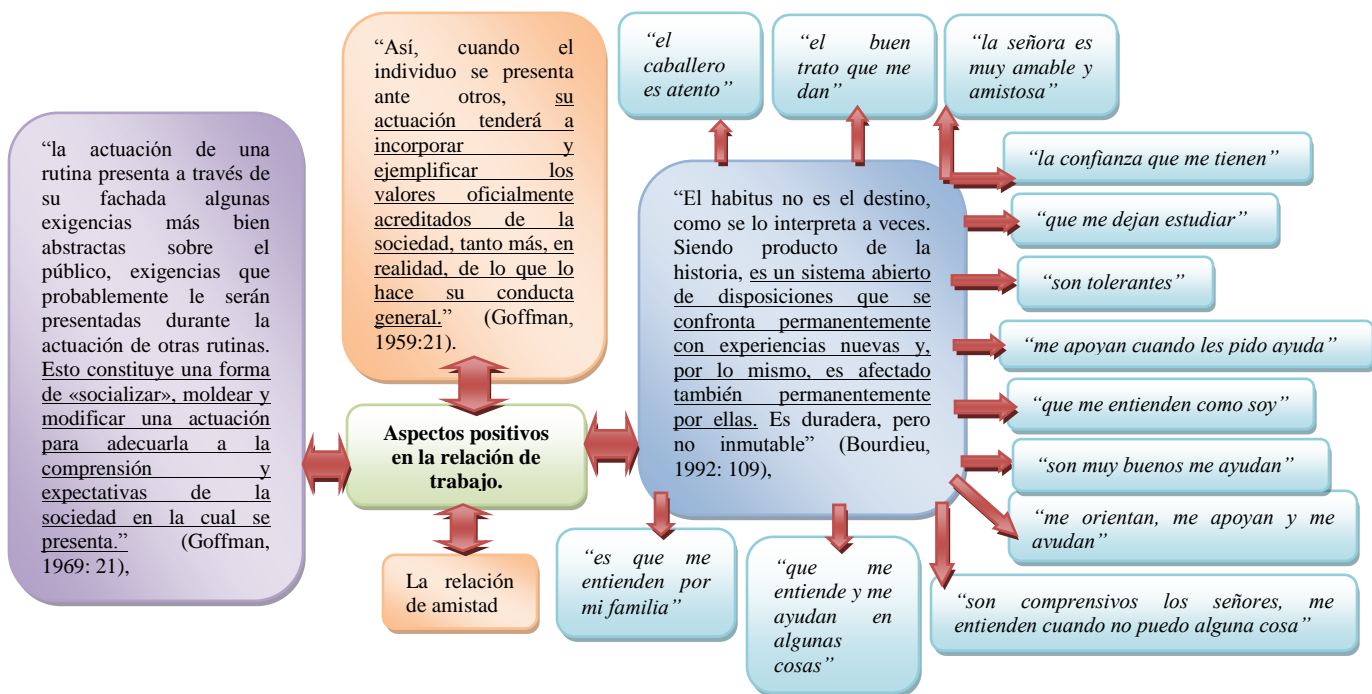 “la actuación de una
rutina presenta a través de
su fachada algunas
exigencias más bien
abstractas sobre el
público, exigencias que
probablemente le serán
presentadas durante la
actuación de otras rutinas.
Esto constituye una forma
de «socializar», moldear y
modificar una actuación
para adecuarla a la
comprensión y
expectativas de la
sociedad en la cual se
presenta.” (Goffman,
1969: 21),
“Así, cuando el
individuo se presenta
ante otros, su
actuación tenderá a
incorporar y
ejemplificar los
valores oficialmente
acreditados de la
sociedad, tanto más, en
realidad, de lo que lo
hace su conducta
general.” (Goffman,
1959:21).
Aspectos positivos
en la relación de
trabajo.
La relación
de amistad
“El habitus no es el destino,
como se lo interpreta a veces.
Siendo producto de la
historia, es un sistema abierto
de disposiciones que se
confronta permanentemente
con experiencias nuevas y,
por lo mismo, es afectado
también permanentemente
por ellas. Es duradera, pero
no inmutable” (Bourdieu,
1992: 109),
“el
caballero
es atento”
“el buen
trato que me
dan”
“la señora es
muy amable y
amistosa”
“la confianza que me tienen”
“que me dejan estudiar”
“son tolerantes”
“me apoyan cuando les pido ayuda”
“que me entienden como soy”
“son muy buenos me ayudan”
“me orientan, me apoyan y me
ayudan”
“son comprensivos los señores, me
entienden cuando no puedo alguna cosa”
“que me
entiende y me
ayudan en
algunas
cosas”
“es que me
entienden por
mi familia”